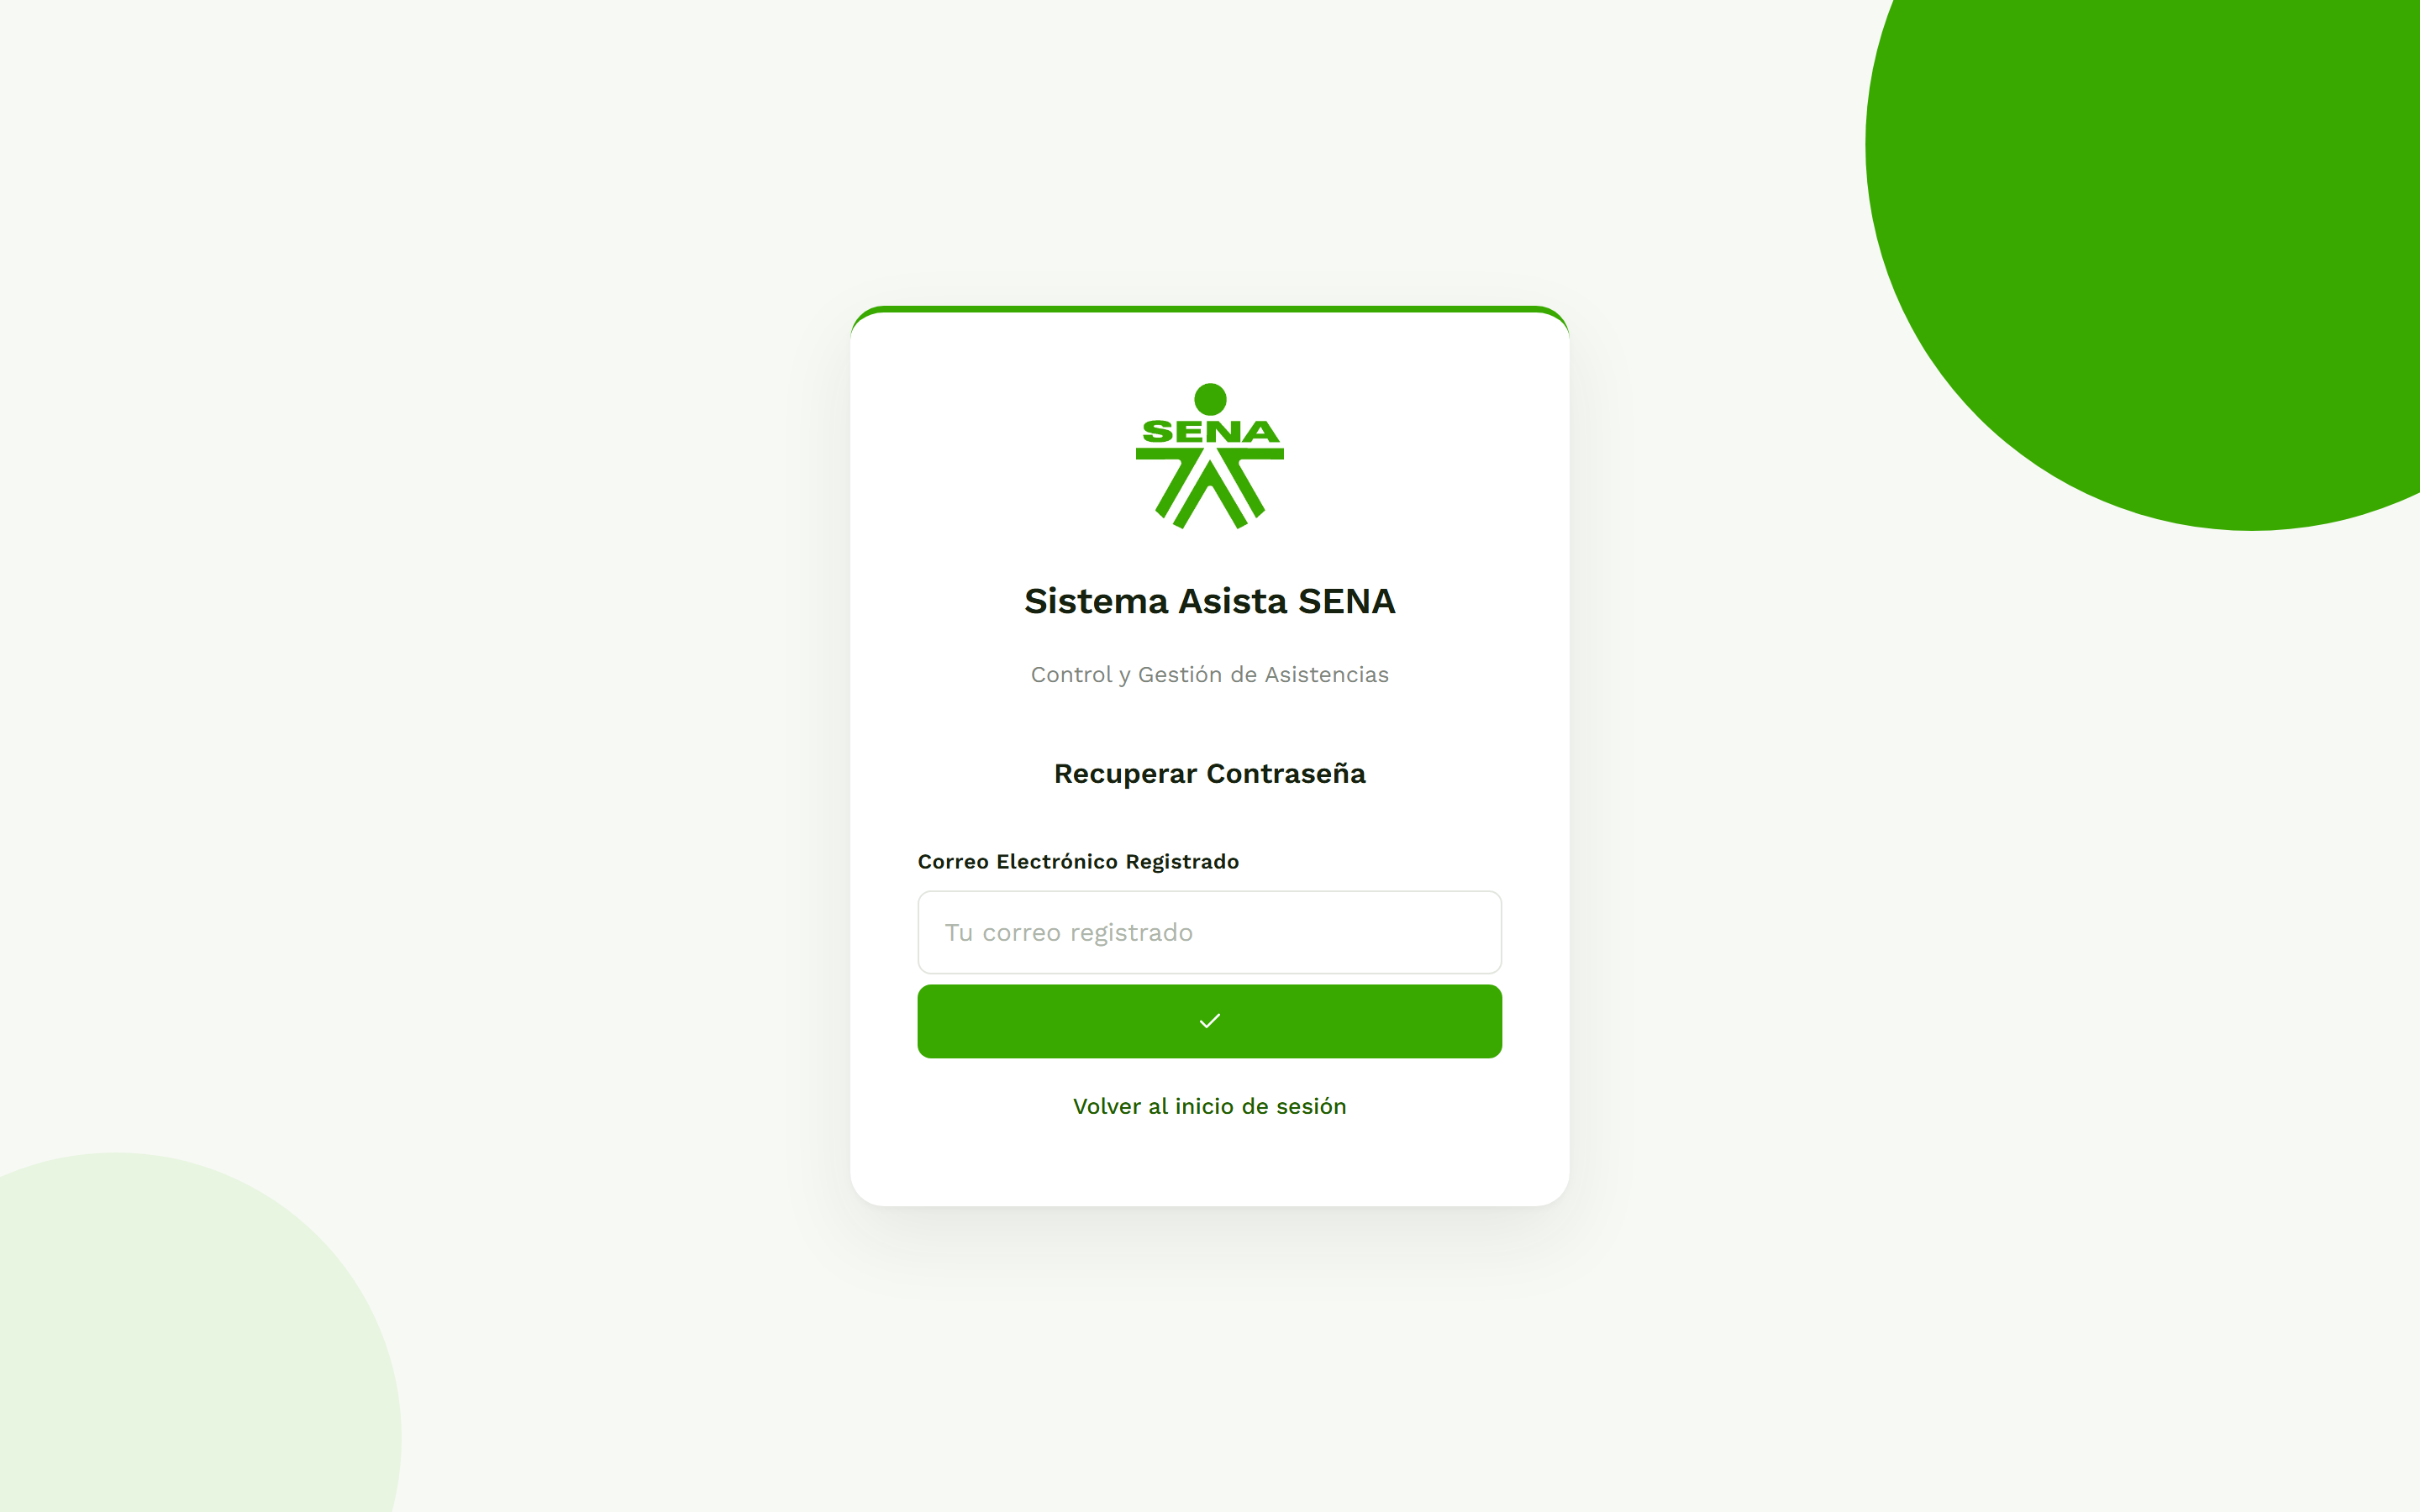 SENA
Sistema Asista SENA
Control y Gestión de Asistencias
Recuperar Contraseña
Correo Electrónico Registrado
Tu correo registrado
Volver al inicio de sesión